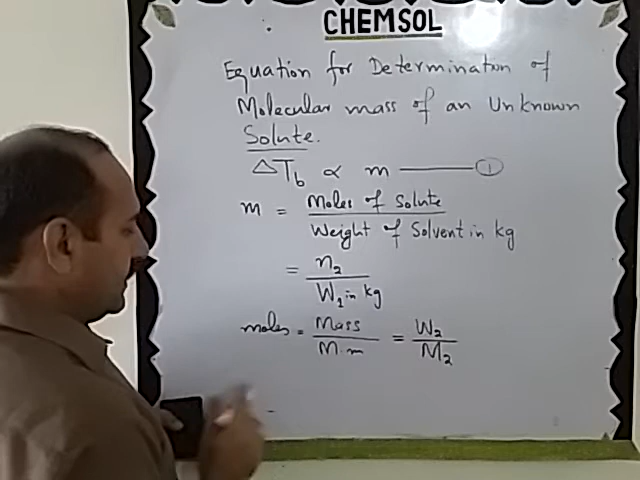 CHEMSOL
Equation for Determination of
Molecular mass of an Unknown
Solute.
△T_b ∝ m ——— ①
m = Moles of Solute / Weight of Solvent in kg
= n₂ / W₁ in kg
moles = Mass / M.m = W₂ / M₂